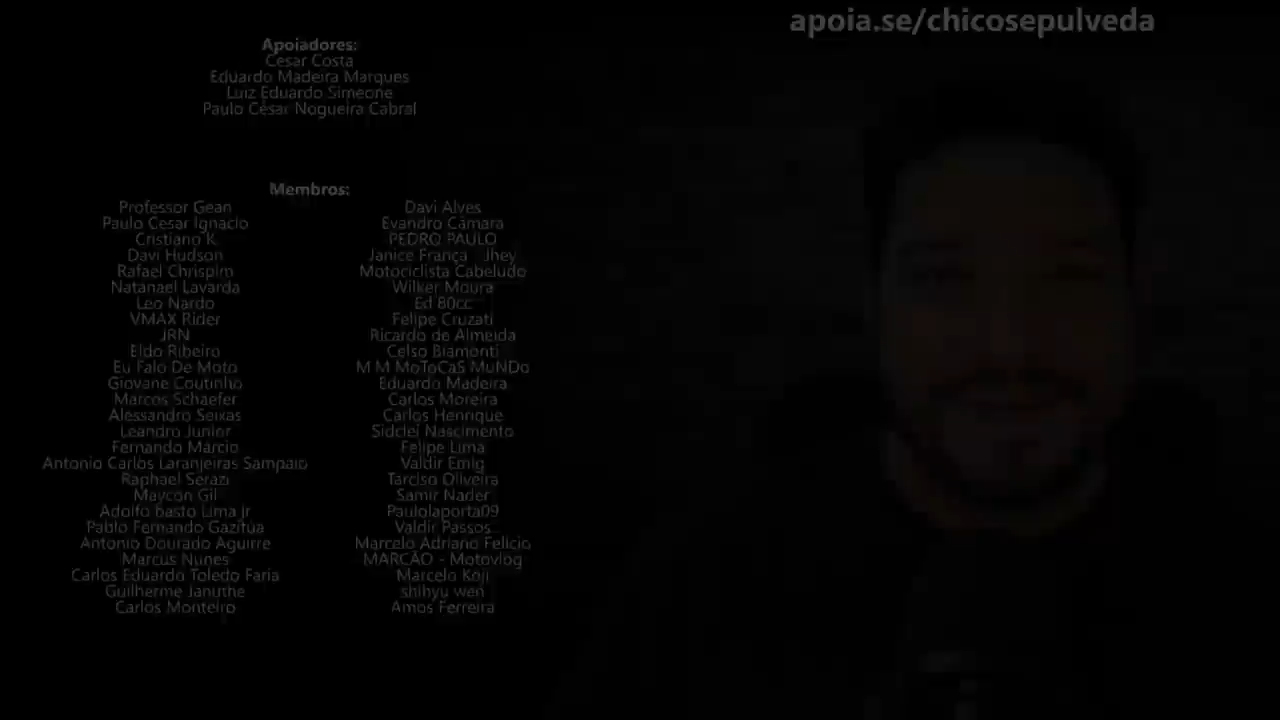 apoia.se/chicosepulveda
Apoiadores:
Cesar Costa
Eduardo Madeira Marques
Luiz Eduardo Simeone
Paulo César Nogueira Cabral
Membros:
Professor Gean
Paulo Cesar Ignacio
Cristiano K.
Davi Hudson
Rafael Chrispim
Natanael Lavarda
Leo Nardo
VMAX Rider
JRN
Eldo Ribeiro
Eu Falo De Moto
Giovane Coutinho
Marcos Schaefer
Alessandro Seixas
Leandro Junior
Fernando Márcio
Antonio Carlos Laranjeiras Sampaio
Raphael Serazi
Maycon Gil
Adolfo Basto Lima jr
Pablo Fernando Gazitua
Antonio Dourado Aguirre
Marcus Nunes
Carlos Eduardo Toledo Faria
Guilherme Januthe
Carlos Monteiro
Davi Alves
Evandro Câmara
PEDRO PAULO
Janice França - Jhey
Motociclista Cabeludo
Wilker Moura
Ed 80cc
Felipe Cruzati
Ricardo de Almeida
Celso Biamonti
M M MoToCaS MuNDo
Eduardo Madeira
Carlos Moreira
Carlos Henrique
Sidclei Nascimento
Felipe Lima
Valdir Emig
Tarciso Oliveira
Samir Nader
Paulolaporta09
Valdir Passos
Marcelo Adriano Felicio
MARCÃO - Motovlog
Marcelo Koji
shihyu wen
Amos Ferreira